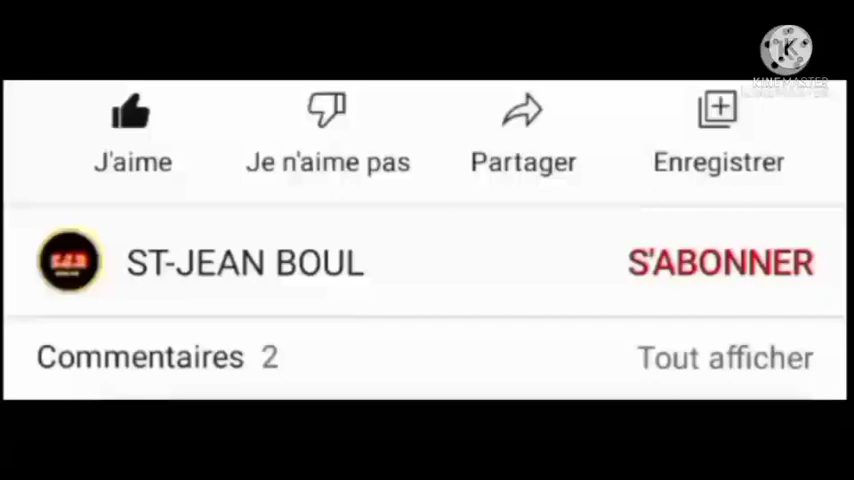 KINEMASTER
J'aime Je n'aime pas Partager Enregistrer
ST-JEAN BOUL S'ABONNER
Commentaires 2 Tout afficher